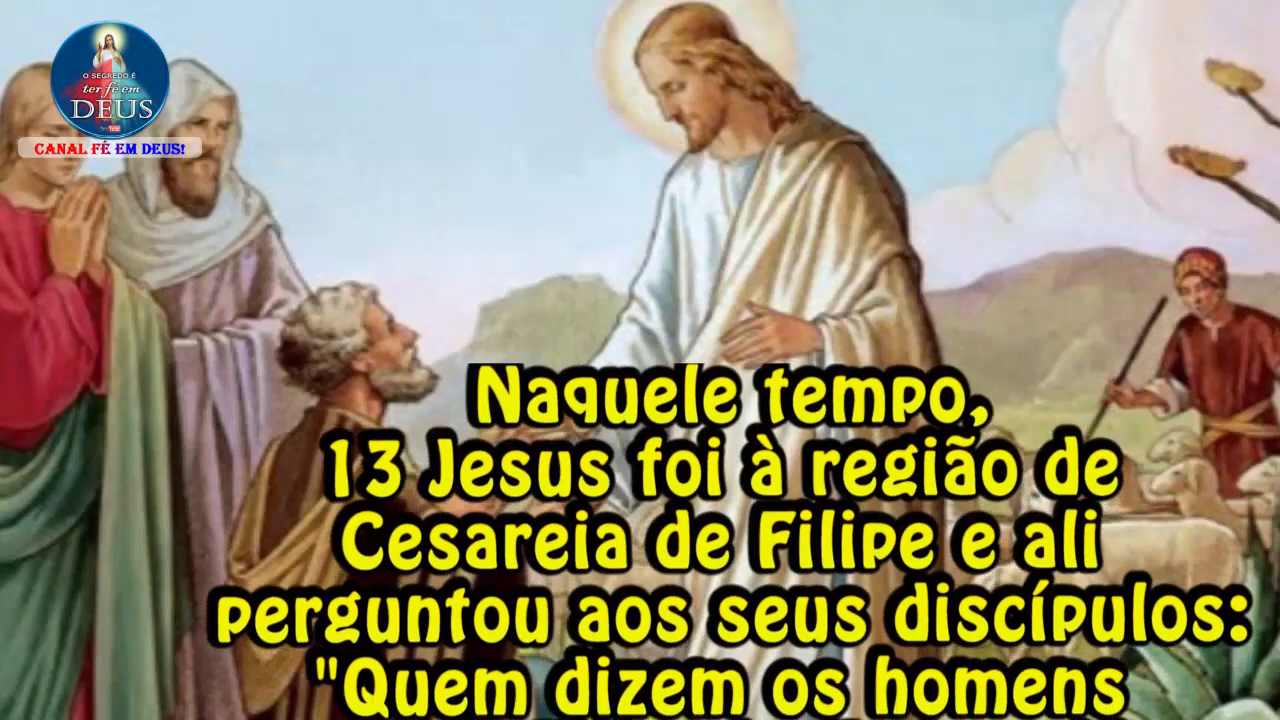 O SEGREDO É
ter fé em
DEUS
CANAL FÉ EM DEUS!
Naquele tempo,
13 Jesus foi à região de
Cesareia de Filipe e ali
perguntou aos seus discípulos:
"Quem dizem os homens